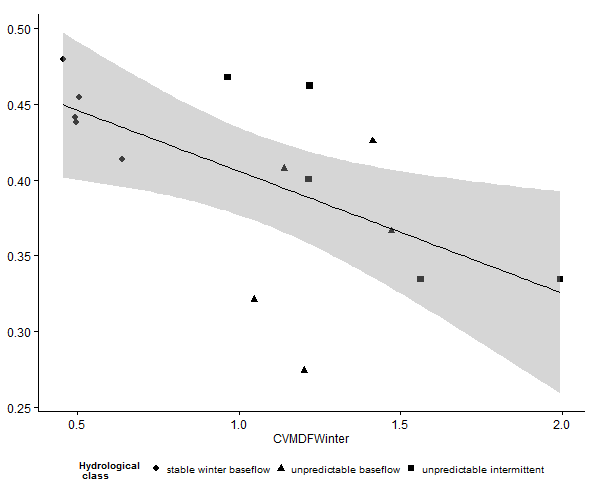 0.50
0.45
0.40
0.35
0.30
0.25
0.5 1.0 1.5 2.0
CVMDFWinter
Hydrological
class
stable winter baseflow unpredictable baseflow unpredictable intermittent